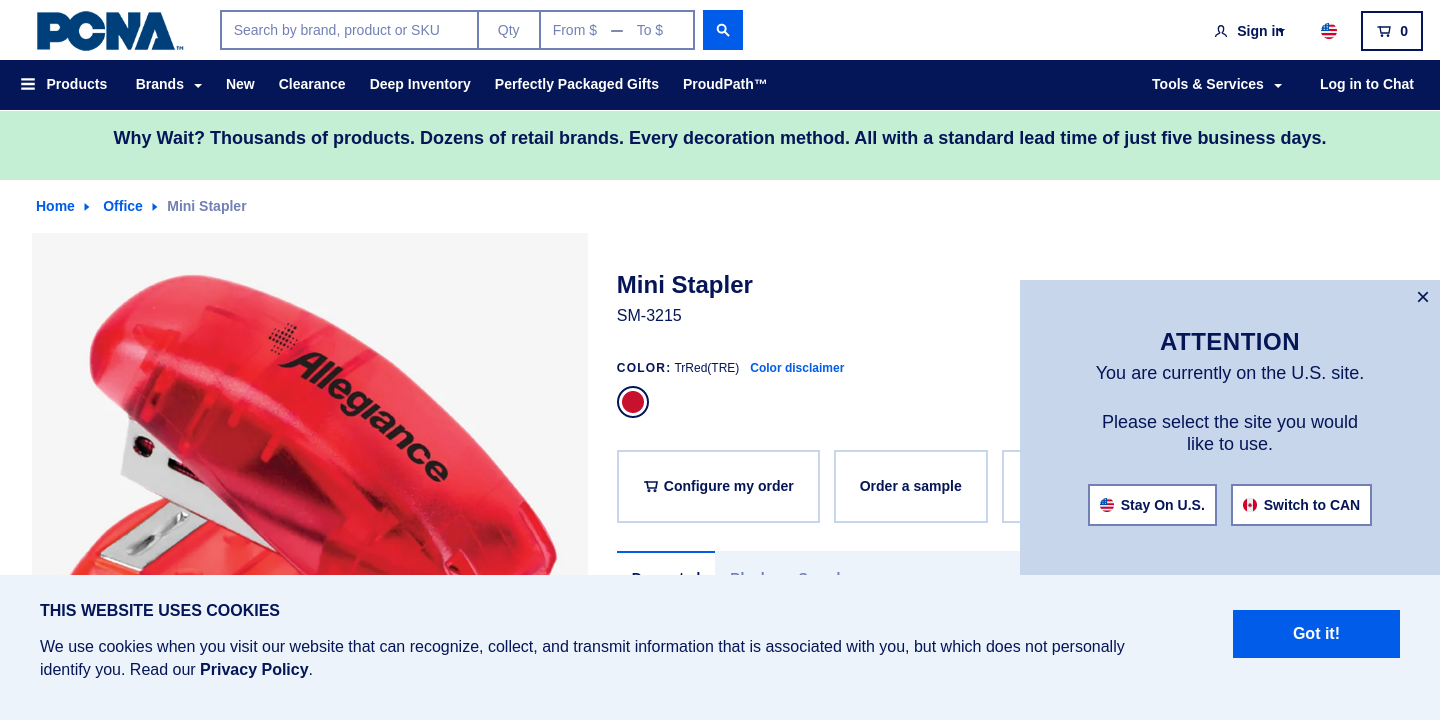 PCNA™
Search by brand, product or SKU
Qty
From $ — To $
Sign in
0
Products
Brands
New
Clearance
Deep Inventory
Perfectly Packaged Gifts
ProudPath™
Tools & Services
Log in to Chat
Why Wait? Thousands of products. Dozens of retail brands. Every decoration method. All with a standard lead time of just five business days.
Home
Office
Mini Stapler
Allegiance
Mini Stapler
SM-3215
COLOR: TrRed(TRE) Color disclaimer
Configure my order
Order a sample
×
ATTENTION
You are currently on the U.S. site.
Please select the site you would
like to use.
Stay On U.S.
Switch to CAN
THIS WEBSITE USES COOKIES
We use cookies when you visit our website that can recognize, collect, and transmit information that is associated with you, but which does not personally
identify you. Read our Privacy Policy.
Got it!